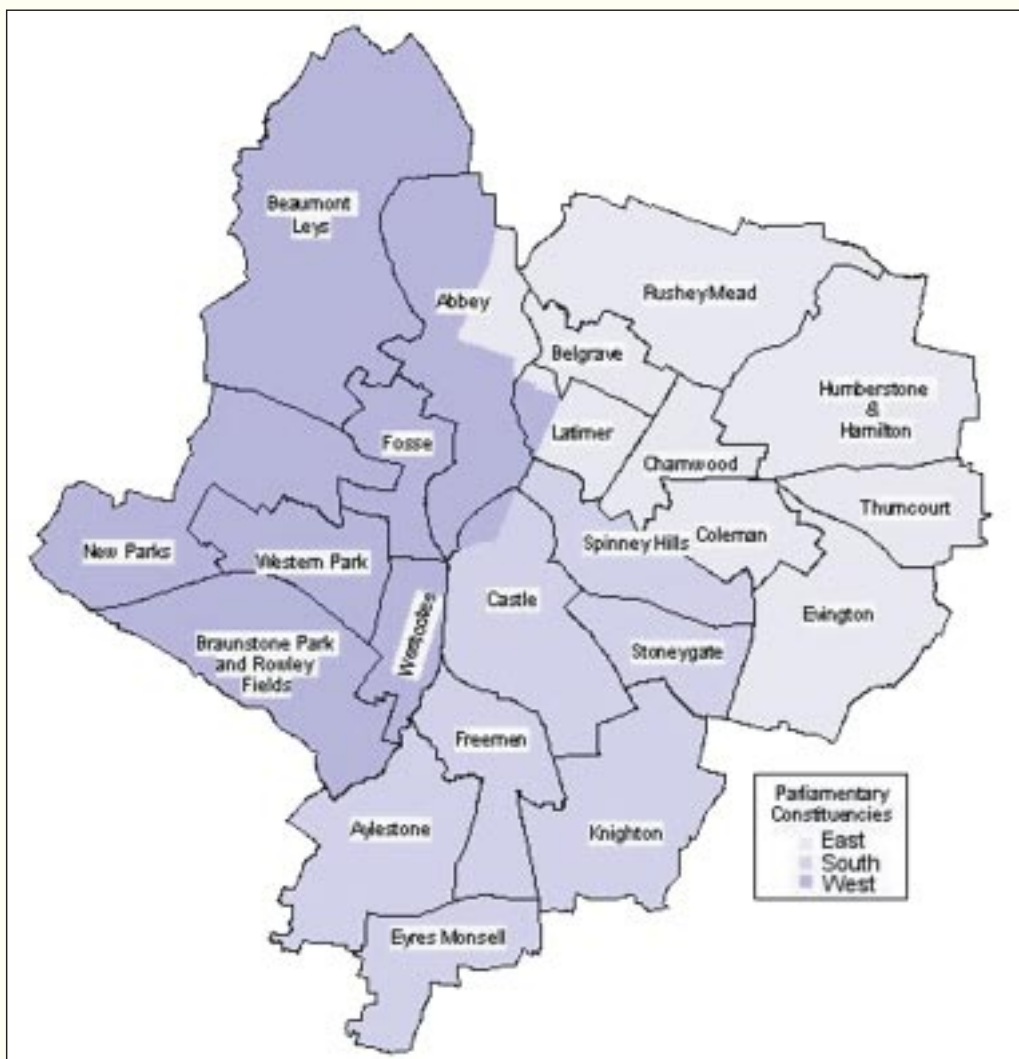 Beaumont
Leys
Abbey
Rushey Mead
Belgrave
Humberstone
&
Hamilton
Fosse
Latimer
Charnwood
Thurncourt
New Parks
Western Park
Spinney Hills
Coleman
Castle
Westcotes
Evington
Braunstone Park
and Rowley
Fields
Stoneygate
Freemen
Aylestone
Knighton
Eyres Monsell
Parliamentary
Constituencies
East
South
West